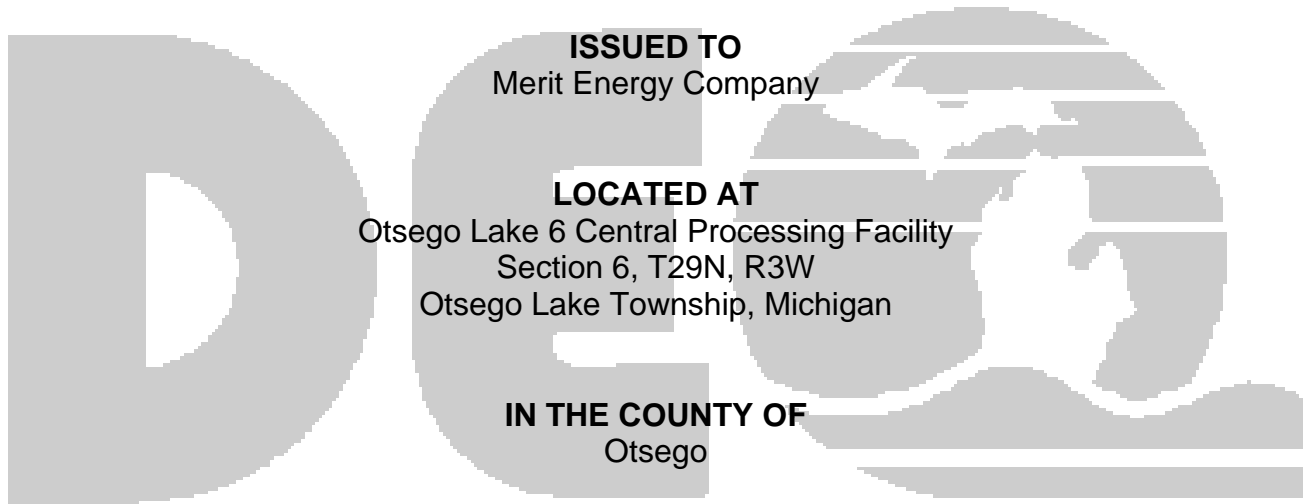 ISSUED TO
Merit Energy Company
LOCATED AT
Otsego Lake 6 Central Processing Facility
Section 6, T29N, R3W
Otsego Lake Township, Michigan
IN THE COUNTY OF
Otsego
DEQ